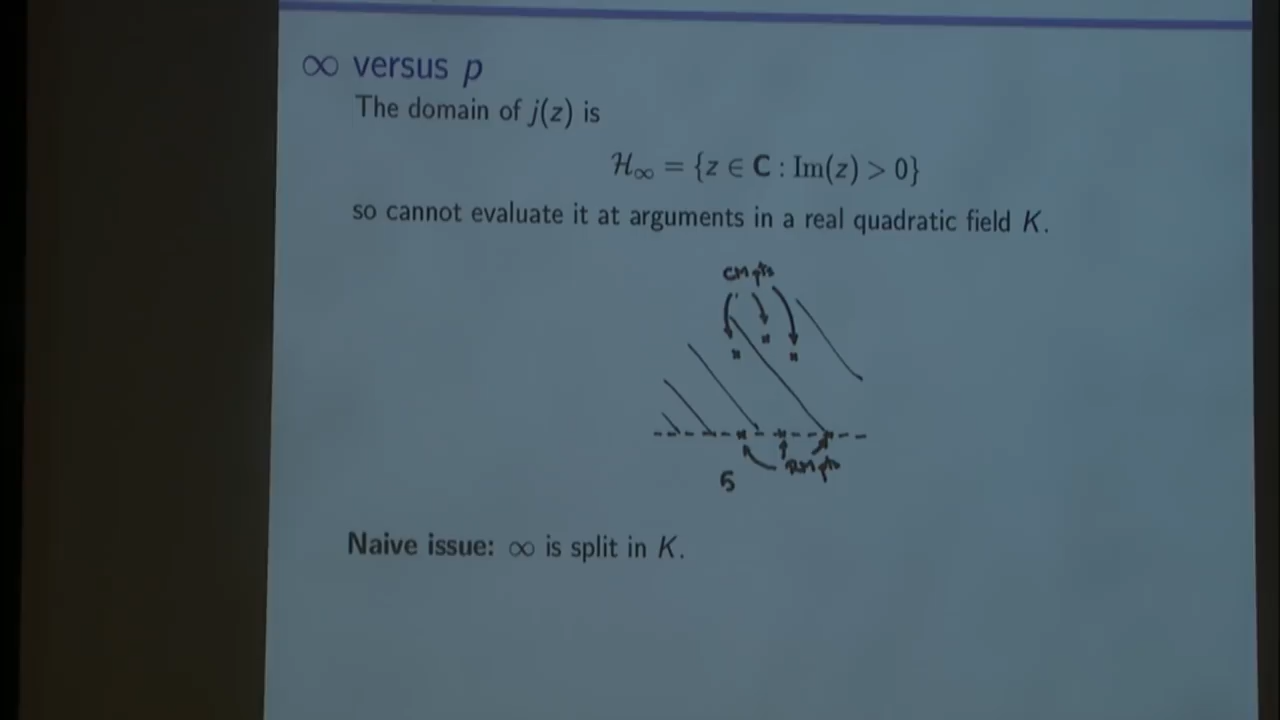 ∞ versus p
The domain of j(z) is
ℋ∞ = {z ∈ C : Im(z) > 0}
so cannot evaluate it at arguments in a real quadratic field K.
CM pts
RM pts
Naive issue: ∞ is split in K.